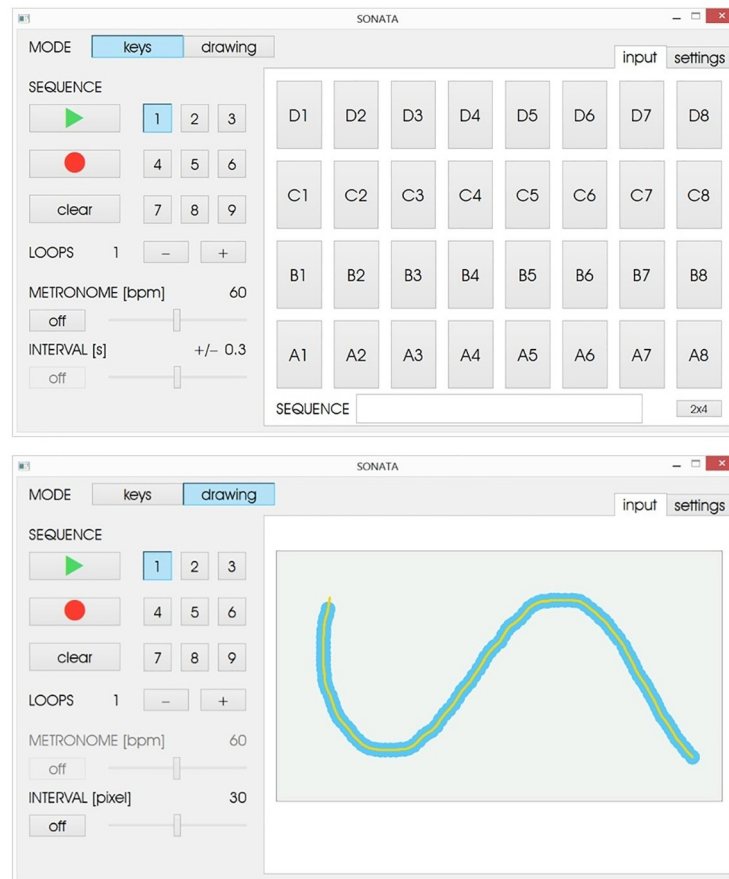 SONATA
MODE keys drawing
input settings
SEQUENCE
1 2 3
4 5 6
clear 7 8 9
LOOPS 1 – +
METRONOME [bpm] 60
off
INTERVAL [s] +/– 0.3
off
D1 D2 D3 D4 D5 D6 D7 D8
C1 C2 C3 C4 C5 C6 C7 C8
B1 B2 B3 B4 B5 B6 B7 B8
A1 A2 A3 A4 A5 A6 A7 A8
SEQUENCE 2x4
SONATA
MODE keys drawing
input settings
SEQUENCE
1 2 3
4 5 6
clear 7 8 9
LOOPS 1 – +
METRONOME [bpm] 60
off
INTERVAL [pixel] 30
off